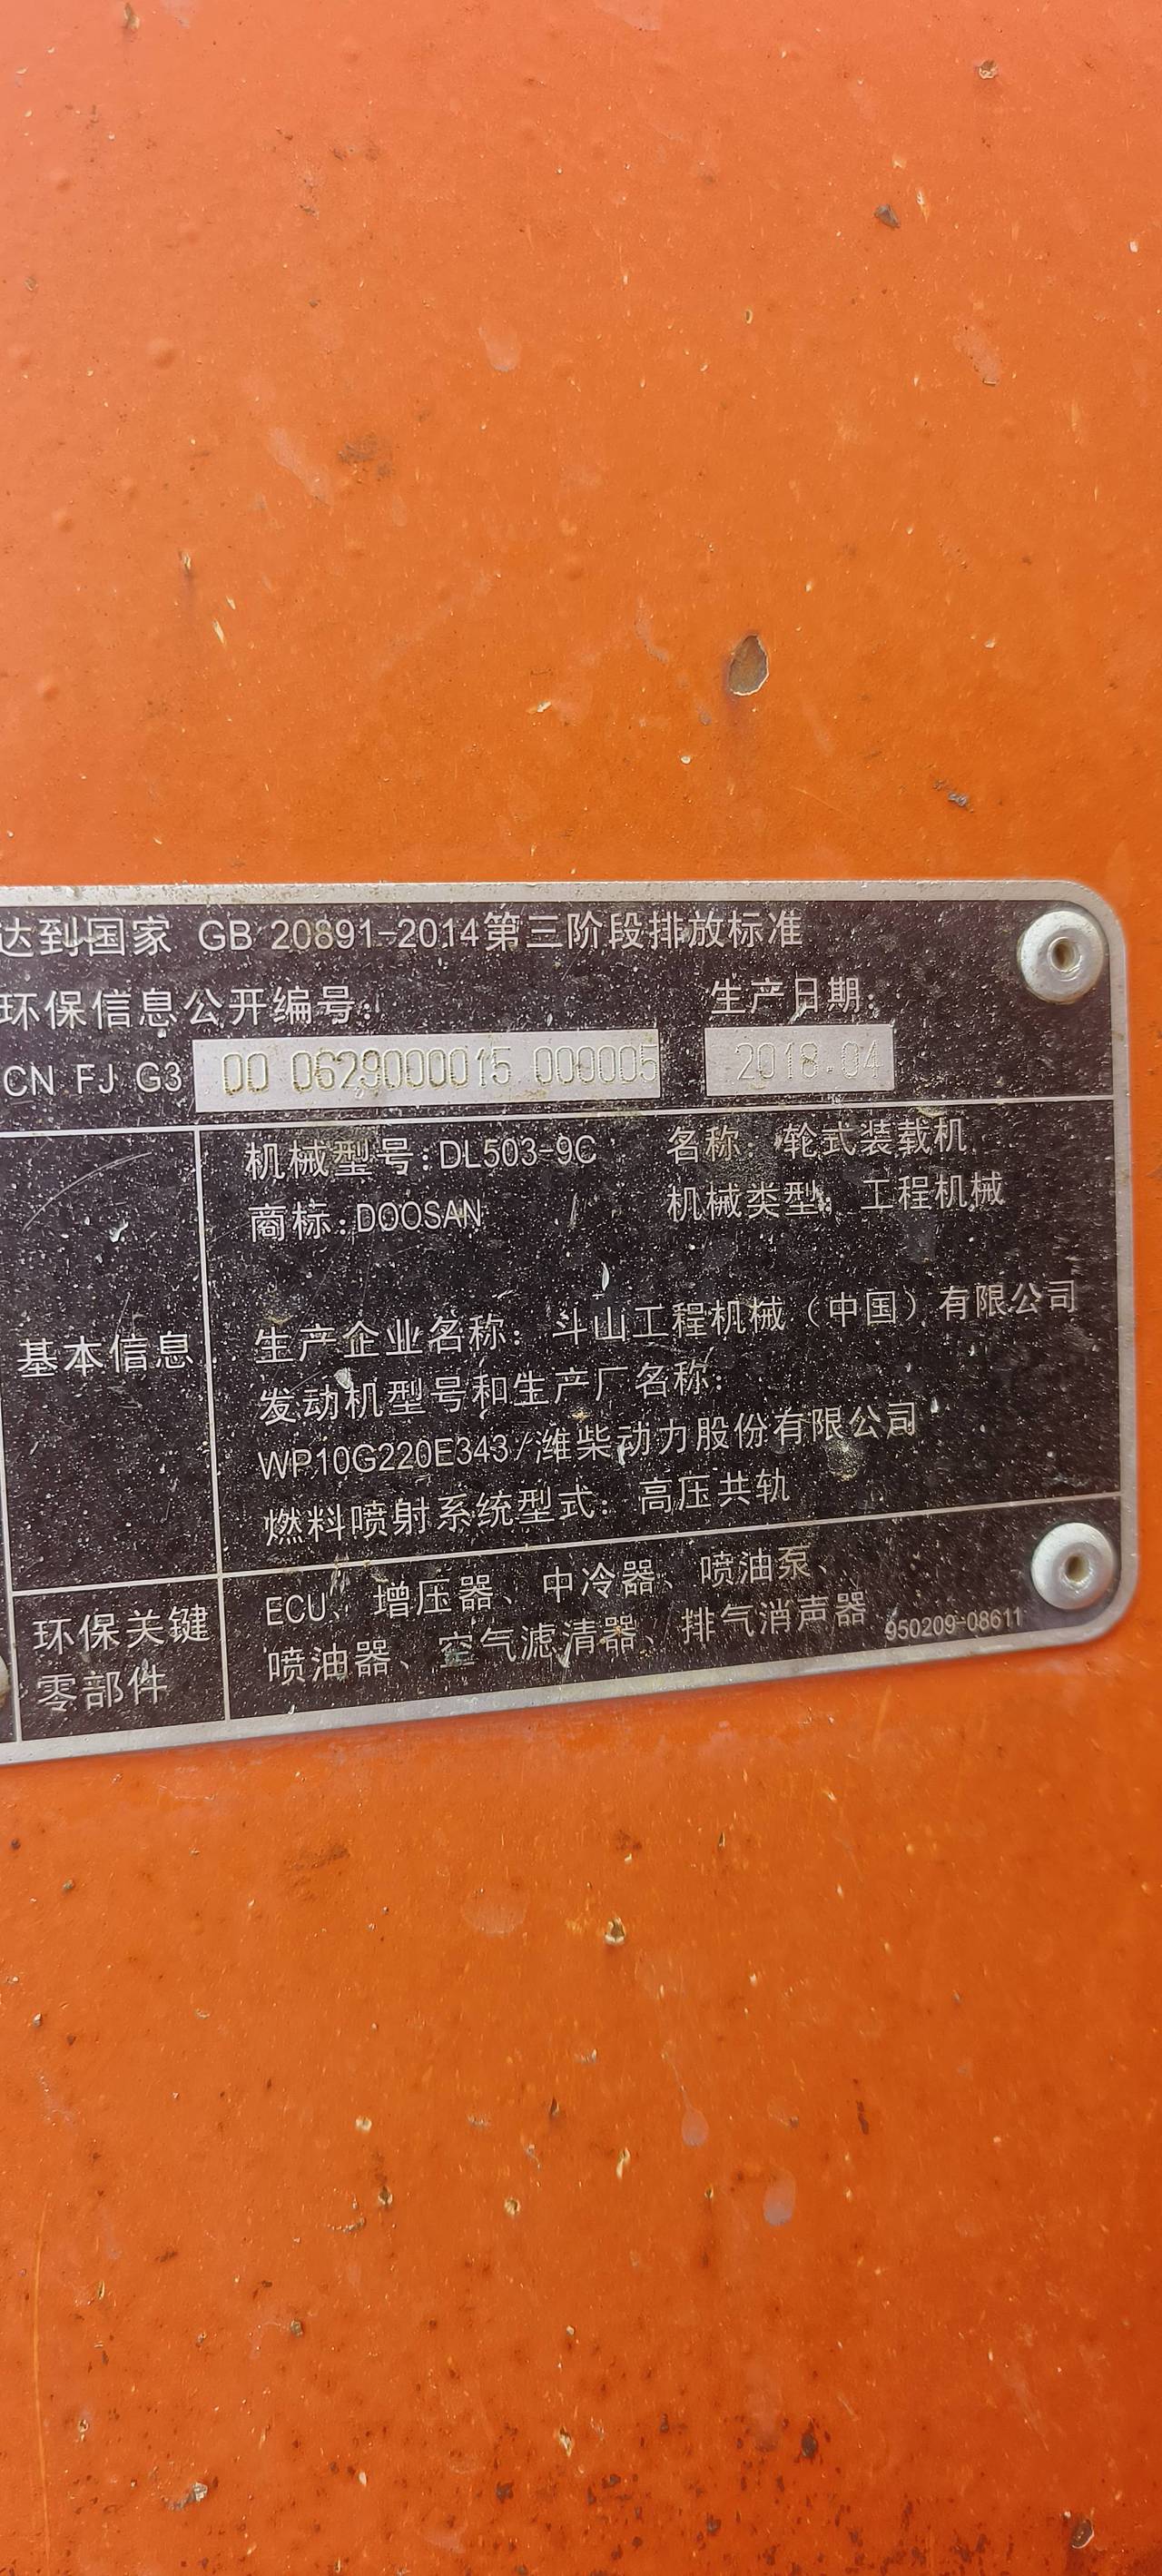 达到国家 GB 20891-2014第三阶段排放标准
环保信息公开编号: 生产日期:
CN FJ G3 00 0629000015 000005 2018.04
机械型号:DL503-9C 名称: 轮式装载机
商标:DOOSAN 机械类型: 工程机械
基本信息
生产企业名称: 斗山工程机械（中国）有限公司
发动机型号和生产厂名称:
WP10G220E343/潍柴动力股份有限公司
燃料喷射系统型式: 高压共轨
环保关键
零部件
ECU、增压器、中冷器、喷油泵、
喷油器、空气滤清器、排气消声器 950209-08611